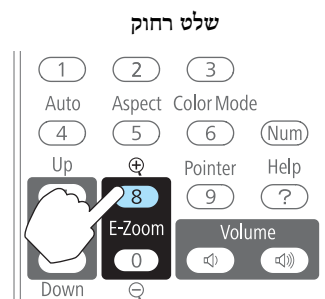 שלט רחוק
1 2 3
Auto Aspect Color Mode
4 5 6 Num
Up Pointer Help
8 9 ?
E-Zoom Volume
0
Down